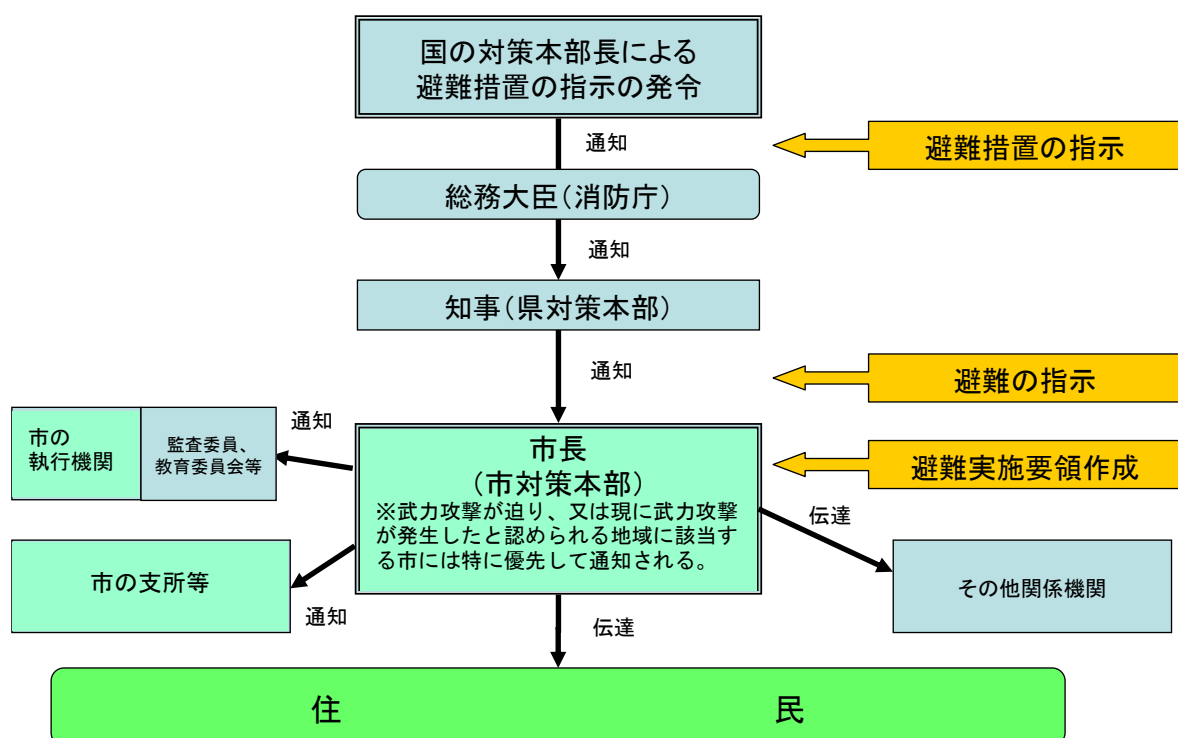 国の対策本部長による
避難措置の指示の発令
通知
避難措置の指示
総務大臣(消防庁)
通知
知事(県対策本部)
通知
避難の指示
通知
市の
執行機関
監査委員、
教育委員会等
市長
(市対策本部)
※武力攻撃が迫り、又は現に武力攻撃
が発生したと認められる地域に該当す
る市には特に優先して通知される。
避難実施要領作成
伝達
市の支所等
通知
その他関係機関
伝達
住 民